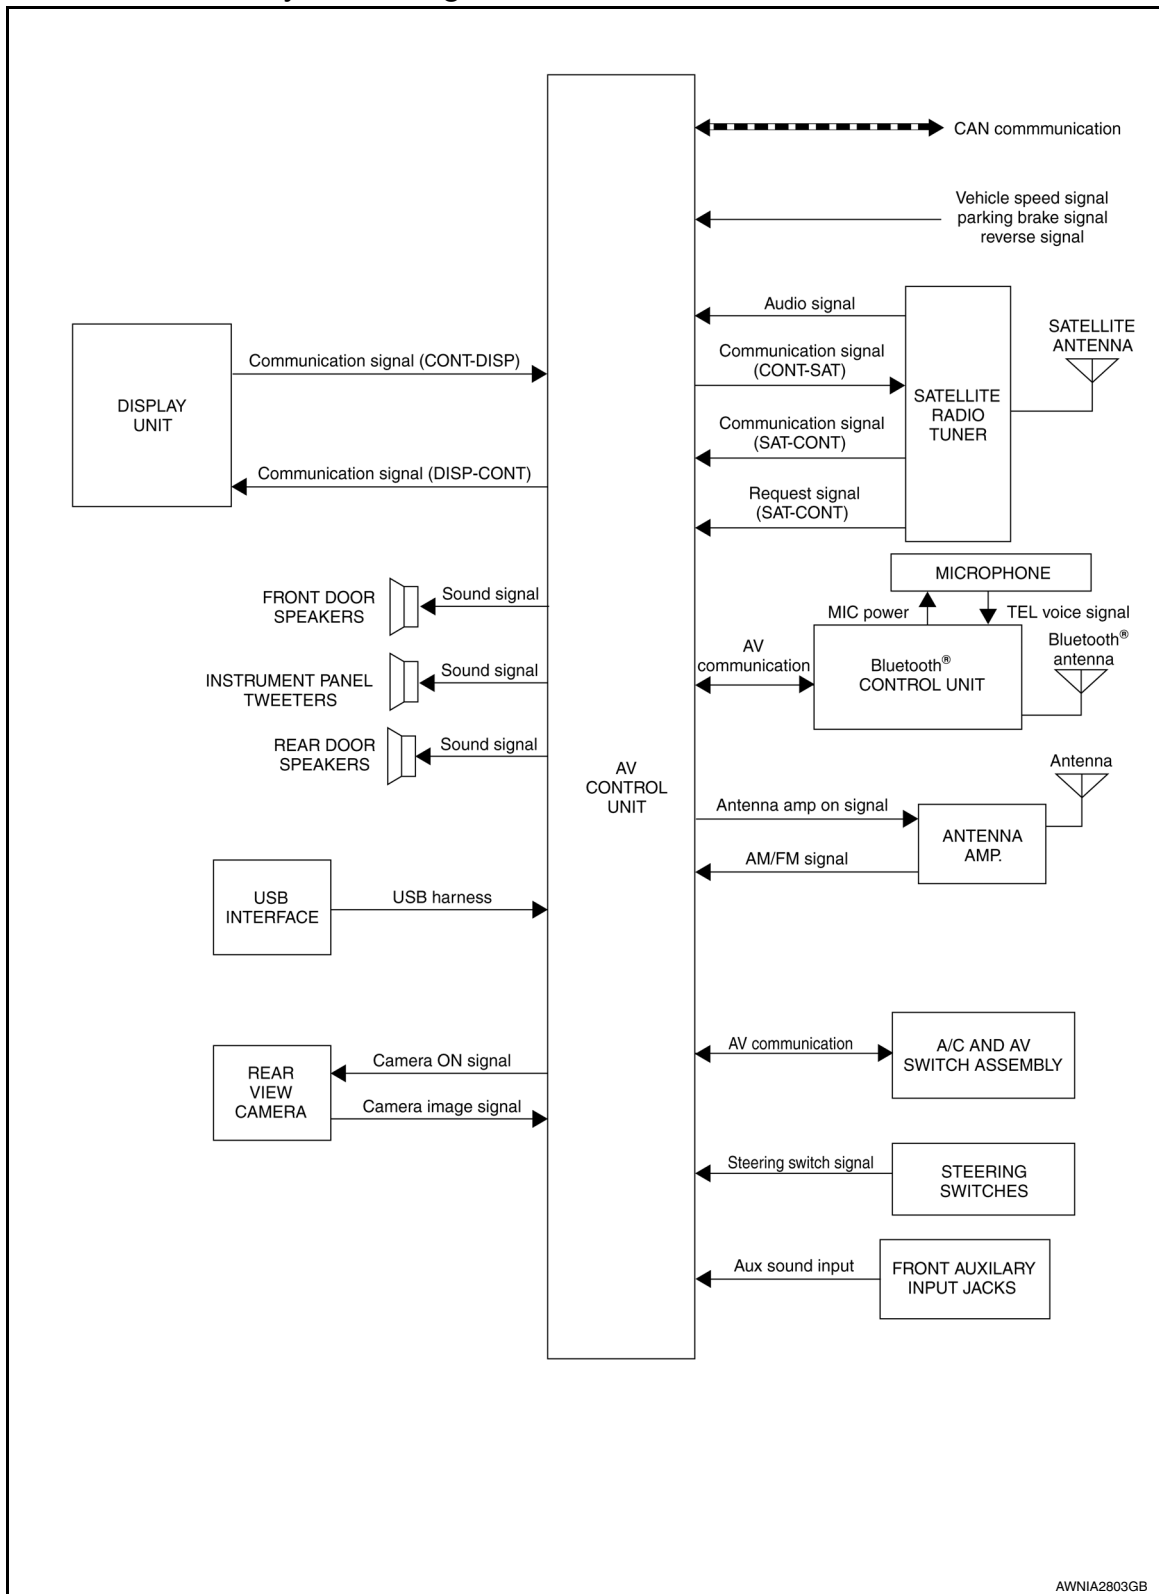 CAN commmunication
Vehicle speed signal
parking brake signal
reverse signal
Audio signal
SATELLITE
ANTENNA
Communication signal
(CONT-SAT)
Communication signal (CONT-DISP)
DISPLAY
UNIT
SATELLITE
RADIO
TUNER
Communication signal
(SAT-CONT)
Communication signal (DISP-CONT)
Request signal
(SAT-CONT)
MICROPHONE
FRONT DOOR
SPEAKERS
Sound signal
MIC power
TEL voice signal
Bluetooth®
antenna
AV
communication
Bluetooth®
CONTROL UNIT
INSTRUMENT PANEL
TWEETERS
Sound signal
REAR DOOR
SPEAKERS
Sound signal
AV
CONTROL
UNIT
Antenna
Antenna amp on signal
ANTENNA
AMP.
AM/FM signal
USB
INTERFACE
USB harness
AV communication
A/C AND AV
SWITCH ASSEMBLY
REAR
VIEW
CAMERA
Camera ON signal
Camera image signal
Steering switch signal
STEERING
SWITCHES
Aux sound input
FRONT AUXILARY
INPUT JACKS
AWNIA2803GB